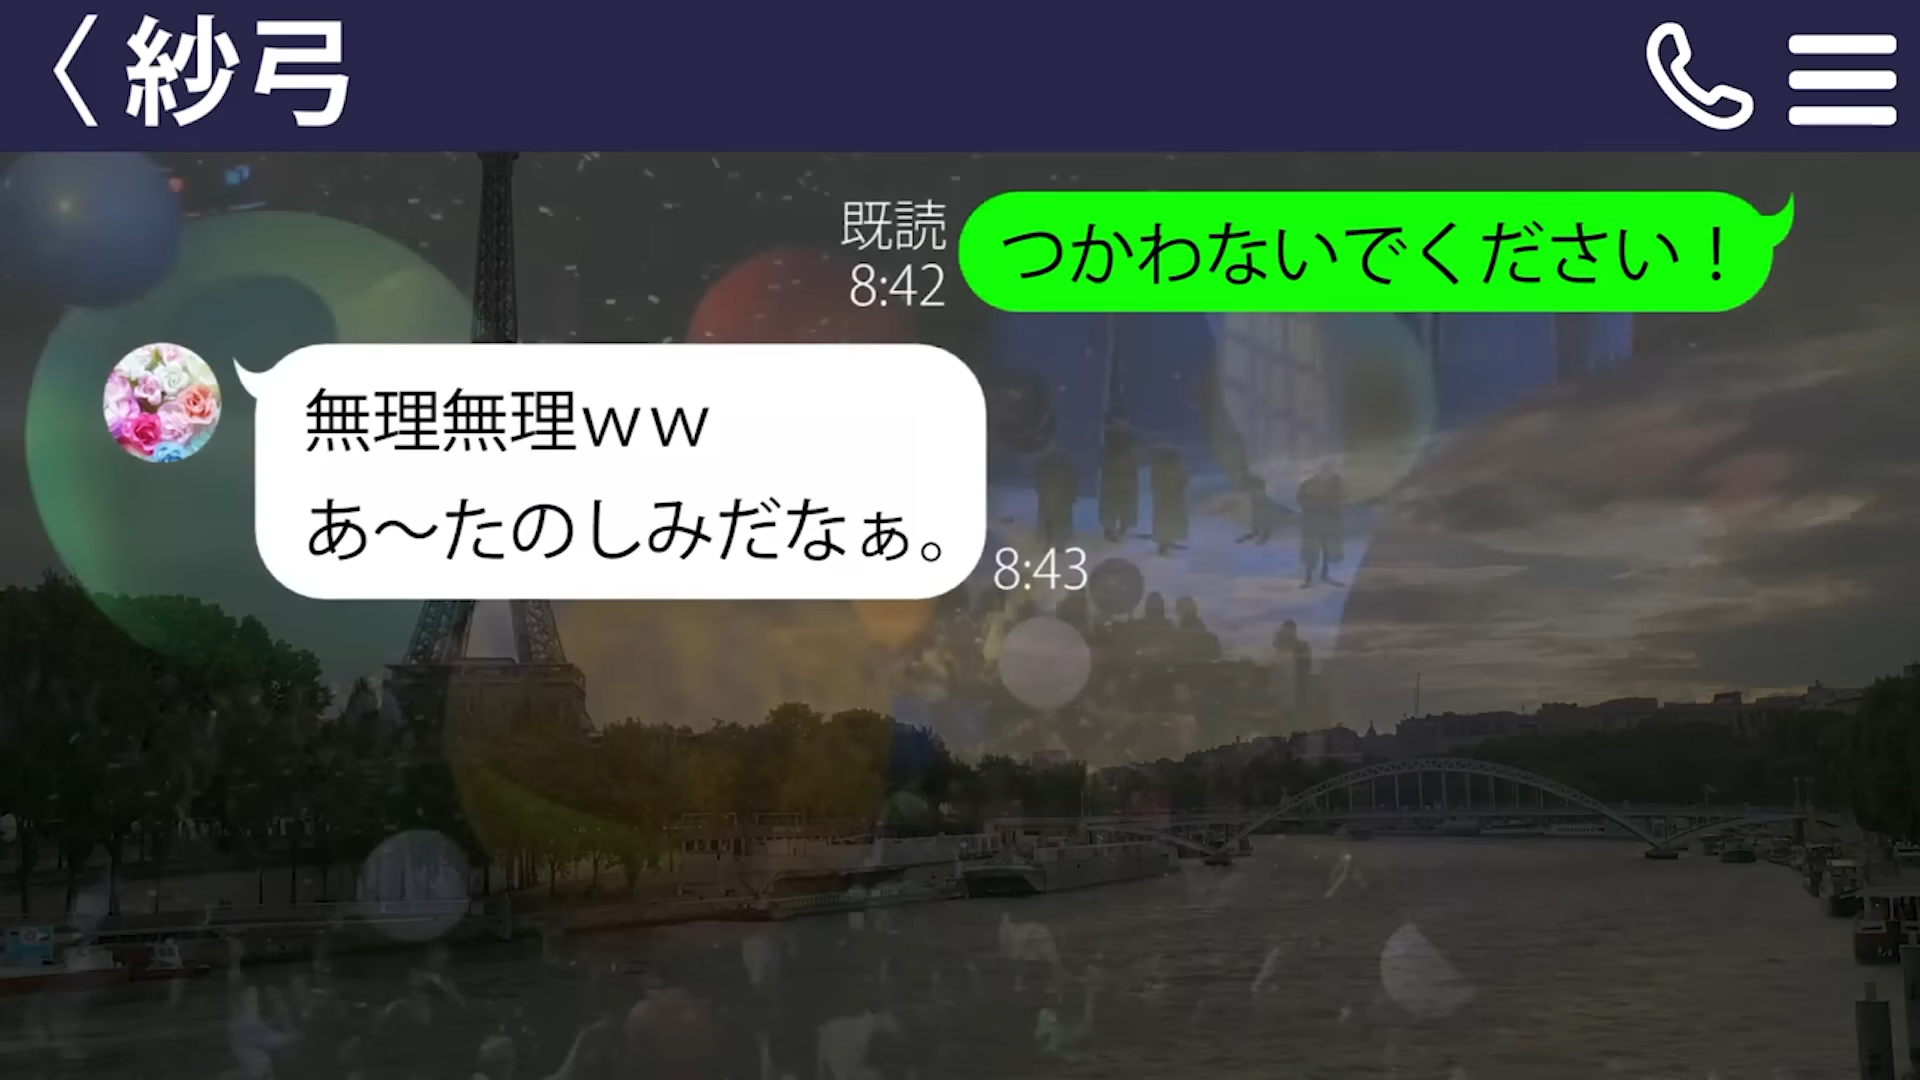 紗弓
つかわないでください！
既読
8:42
無理無理ｗｗ
あ～たのしみだなぁ。
8:43